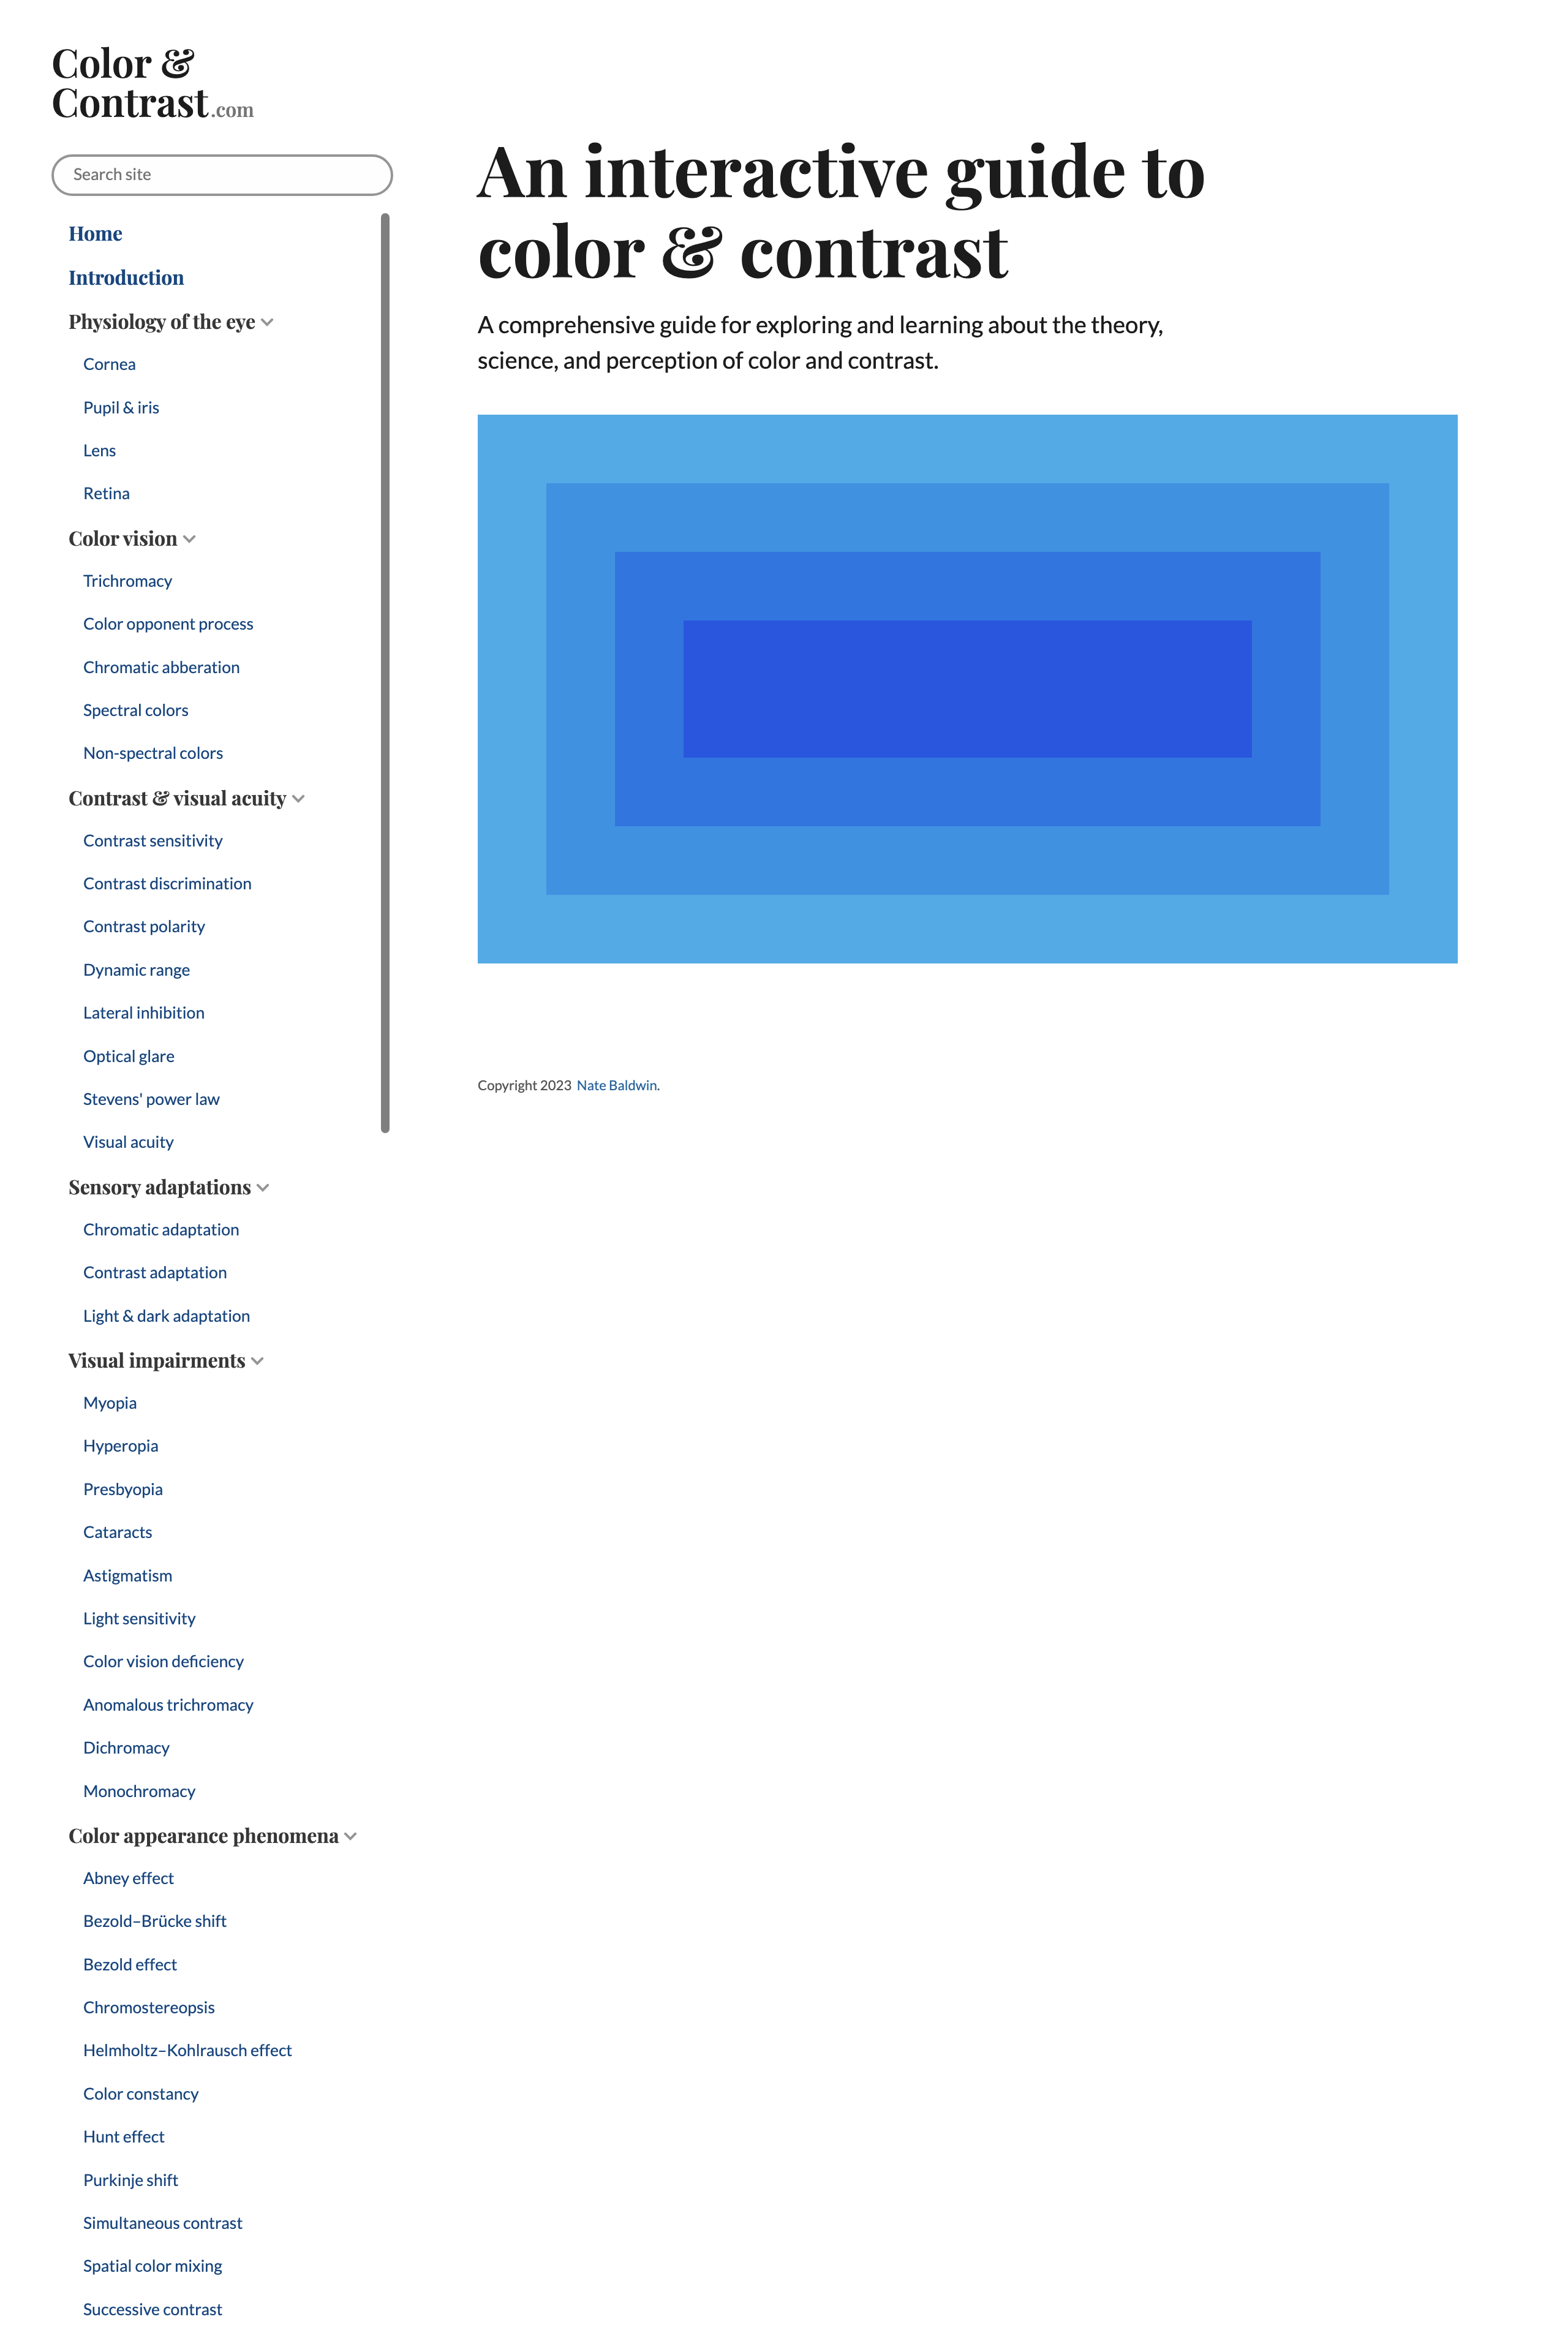 Color &
Contrast.com
Search site
Home
Introduction
Physiology of the eye
Cornea
Pupil & iris
Lens
Retina
Color vision
Trichromacy
Color opponent process
Chromatic abberation
Spectral colors
Non-spectral colors
Contrast & visual acuity
Contrast sensitivity
Contrast discrimination
Contrast polarity
Dynamic range
Lateral inhibition
Optical glare
Stevens' power law
Visual acuity
Sensory adaptations
Chromatic adaptation
Contrast adaptation
Light & dark adaptation
Visual impairments
Myopia
Hyperopia
Presbyopia
Cataracts
Astigmatism
Light sensitivity
Color vision deficiency
Anomalous trichromacy
Dichromacy
Monochromacy
Color appearance phenomena
Abney effect
Bezold–Brücke shift
Bezold effect
Chromostereopsis
Helmholtz–Kohlrausch effect
Color constancy
Hunt effect
Purkinje shift
Simultaneous contrast
Spatial color mixing
Successive contrast
An interactive guide to
color & contrast
A comprehensive guide for exploring and learning about the theory,
science, and perception of color and contrast.
Copyright 2023 Nate Baldwin.